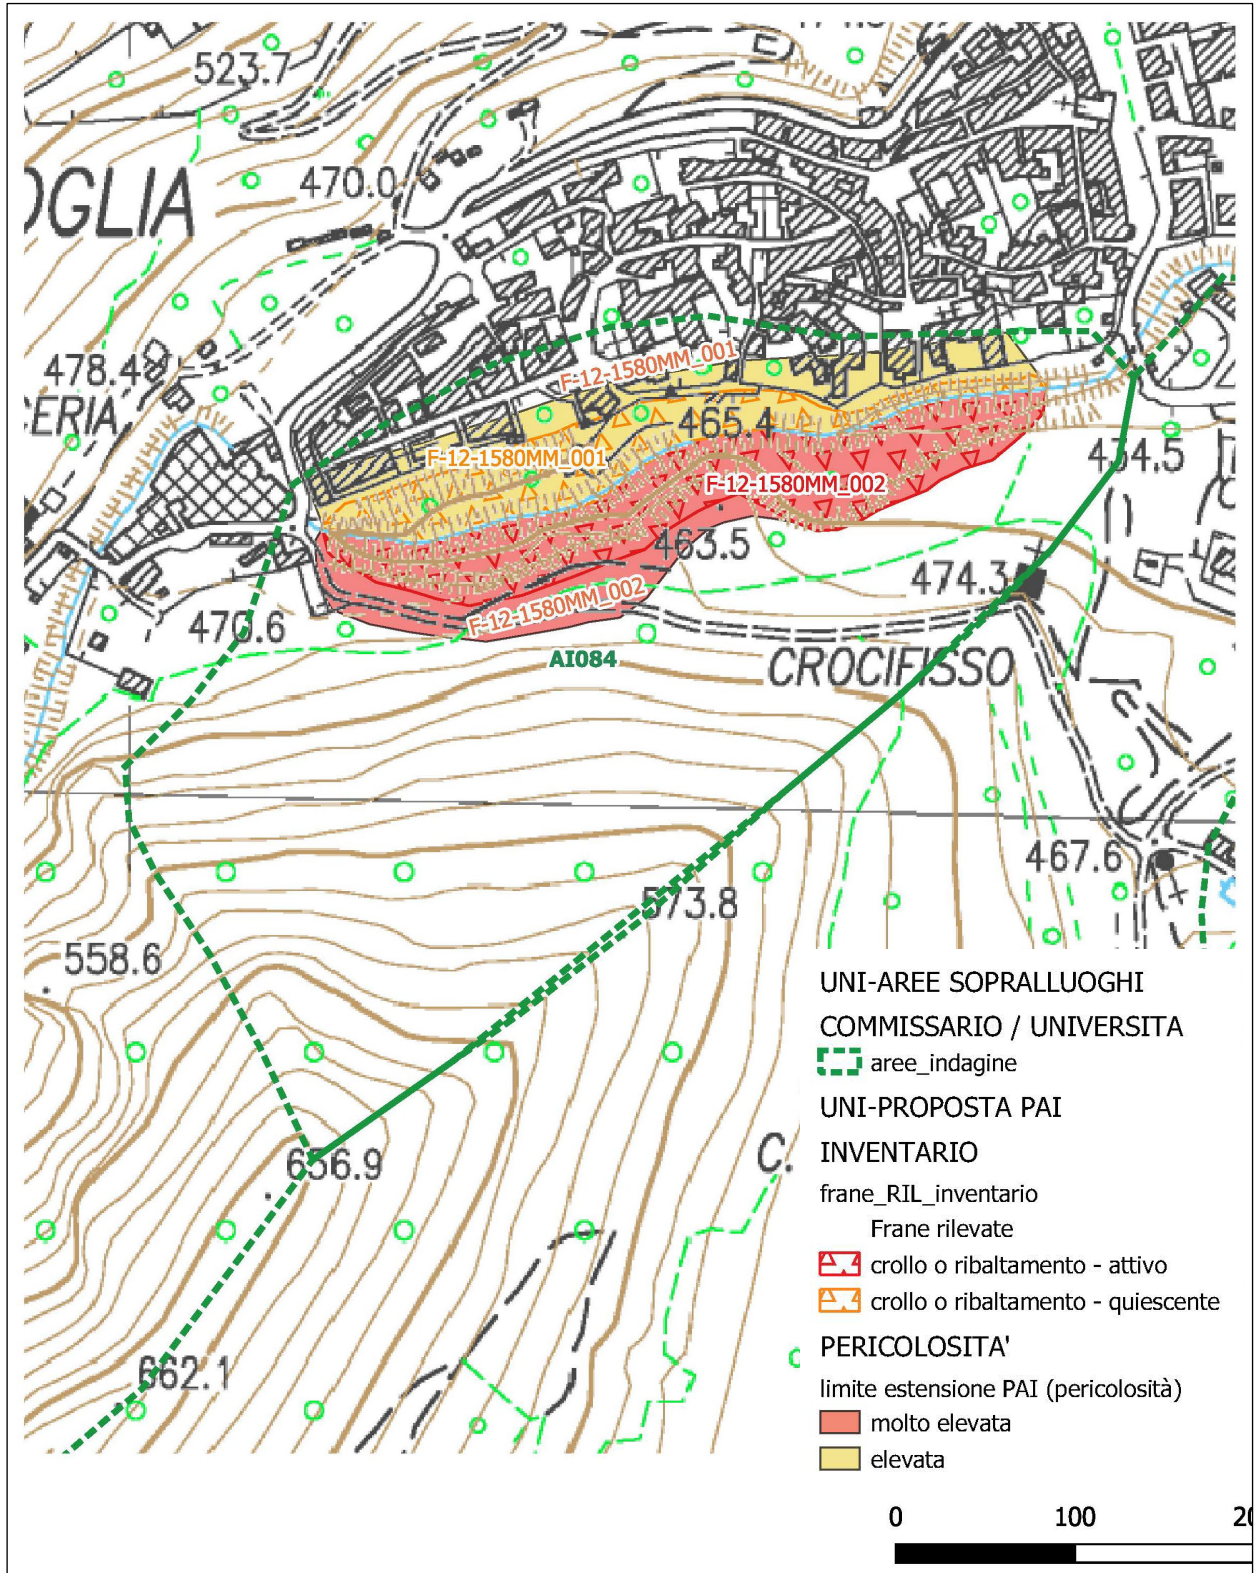 523.7
470.0
OGLIA
478.4
CERIA
F-12-1580MM_001
465.4
F-12-1580MM_001
F-12-1580MM_002
454.5
463.5
474.3
F-12-1580MM_002
470.6
AI084
CROCIFISSO
467.6
573.8
558.6
UNI-AREE SOPRALLUOGHI
COMMISSARIO / UNIVERSITA
aree_indagine
UNI-PROPOSTA PAI
INVENTARIO
C.
656.9
frane_RIL_inventario
Frane rilevate
crollo o ribaltamento - attivo
crollo o ribaltamento - quiescente
PERICOLOSITA'
662.1
limite estensione PAI (pericolosità)
molto elevata
elevata
0 100